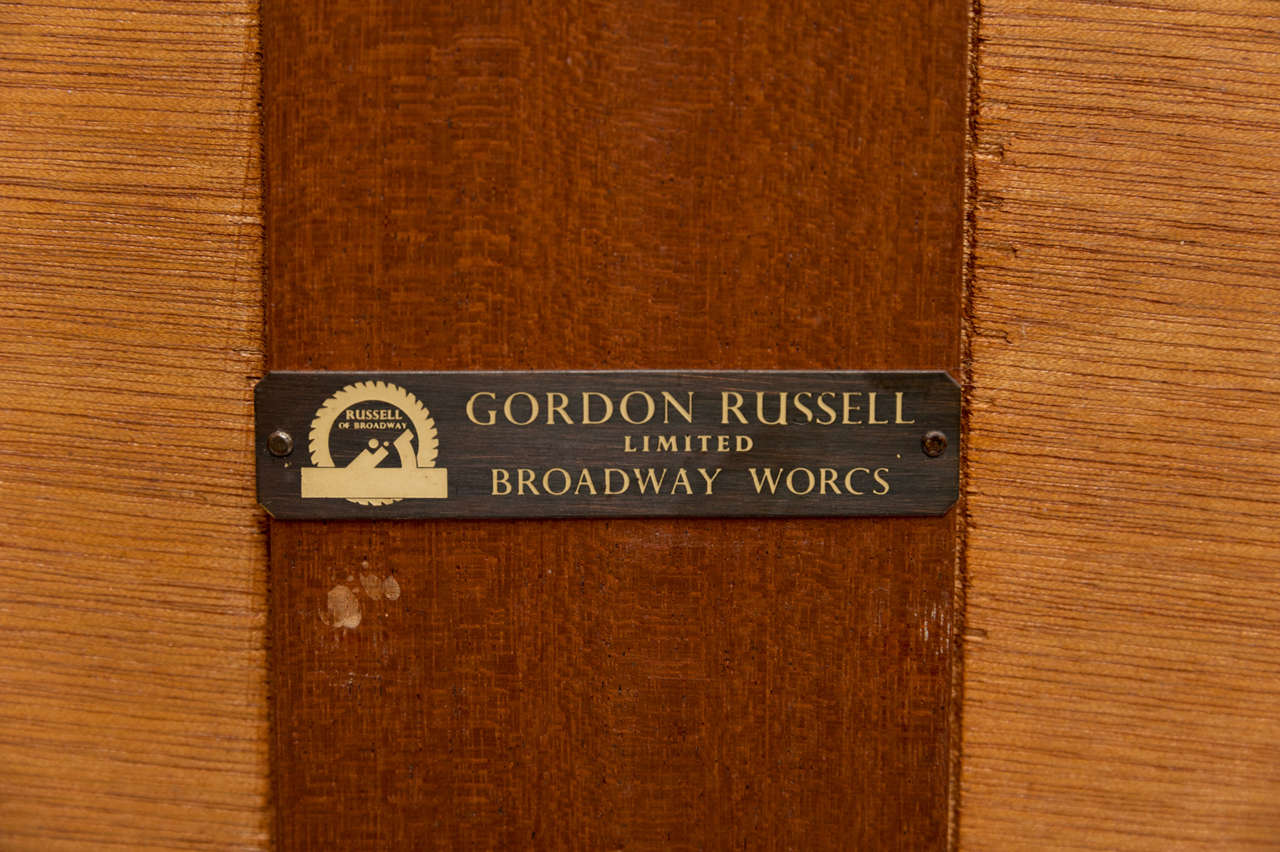 RUSSELL
OF BROADWAY
GORDON RUSSELL
LIMITED
BROADWAY WORCS